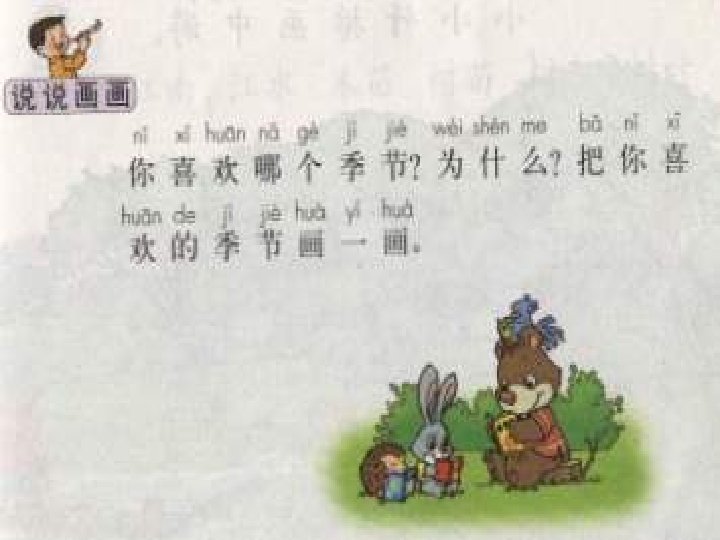 说说画画
nǐ xǐ huān nǎ gè jì jié wèi shén me bǎ nǐ xǐ
你喜欢哪个季节?为什么?把你喜
huān de jì jié huà yí huà
欢的季节画一画。